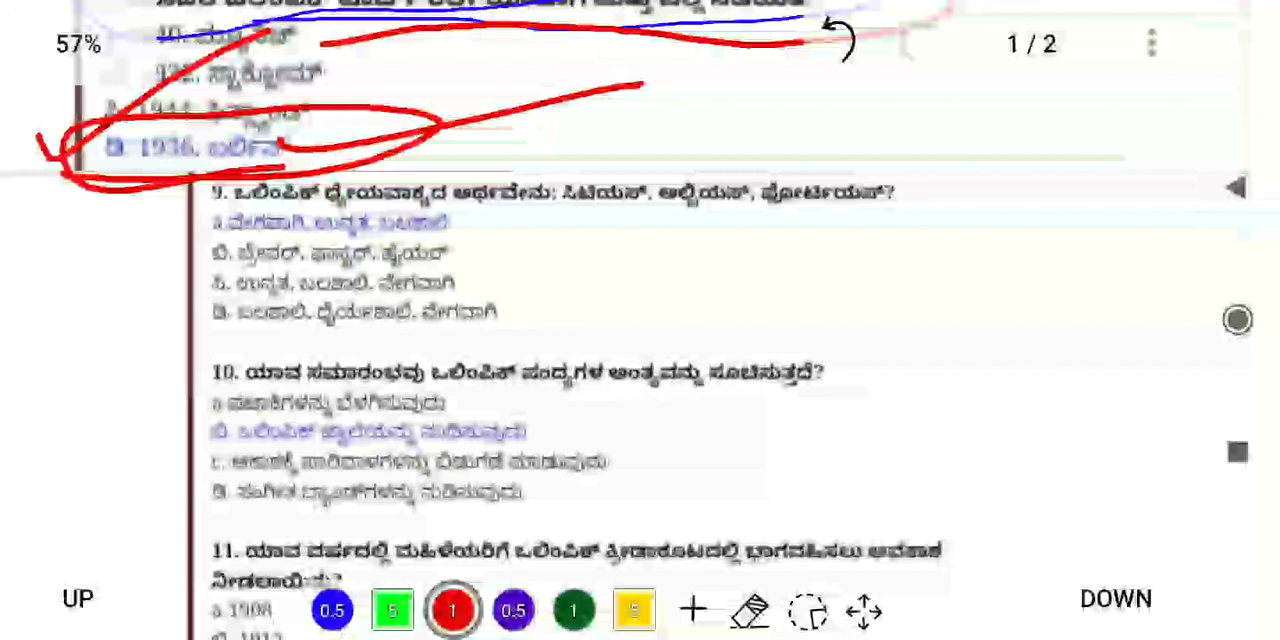 57%
1 / 2
132. ಸ್ಟಾಕ್ಹೋಮ್
ಡಿ. 1936. ಬರ್ಲಿನ್
9. ಒಲಿಂಪಿಕ್ ಧ್ಯೇಯವಾಕ್ಯದ ಅರ್ಥವೇನು: ಸಿಟಿಯಸ್, ಆಲ್ಟಿಯಸ್, ಫೋರ್ಟಿಯಸ್?
ಎ ವೇಗವಾಗಿ, ಉನ್ನತ, ಬಲಶಾಲಿ
ಬಿ. ಬ್ರೇವರ್, ಫಾಸ್ಟರ್, ಹೈಯರ್
ಸಿ. ಉನ್ನತ, ಬಲಶಾಲಿ, ವೇಗವಾಗಿ
ಡಿ. ಬಲಶಾಲಿ, ಧೈರ್ಯಶಾಲಿ, ವೇಗವಾಗಿ
10. ಯಾವ ಸಮಾರಂಭವು ಒಲಿಂಪಿಕ್ ಪಂದ್ಯಗಳ ಅಂತ್ಯವನ್ನು ಸೂಚಿಸುತ್ತದೆ?
ಎ ಪಟಾಕಿಗಳನ್ನು ಬೆಳಗಿಸುವುದು
ಬಿ. ಒಲಿಂಪಿಕ್ ಜ್ವಾಲೆಯನ್ನು ನುಡಿಸುವುದು
C. ಆಕಾಶಕ್ಕೆ ಪಾರಿವಾಳಗಳನ್ನು ಬಿಡುಗಡೆ ಮಾಡುವುದು
ಡಿ. ಸಂಗೀತ ಬ್ಯಾಂಡ್‌ಗಳನ್ನು ನುಡಿಸುವುದು
11. ಯಾವ ವರ್ಷದಲ್ಲಿ ಮಹಿಳೆಯರಿಗೆ ಒಲಿಂಪಿಕ್ ಕ್ರೀಡಾಕೂಟದಲ್ಲಿ ಭಾಗವಹಿಸಲು ಅವಕಾಶ
ನೀಡಲಾಯಿತು?
ಎ 1908
UP
0.5 5 1 0.5 1 5
DOWN